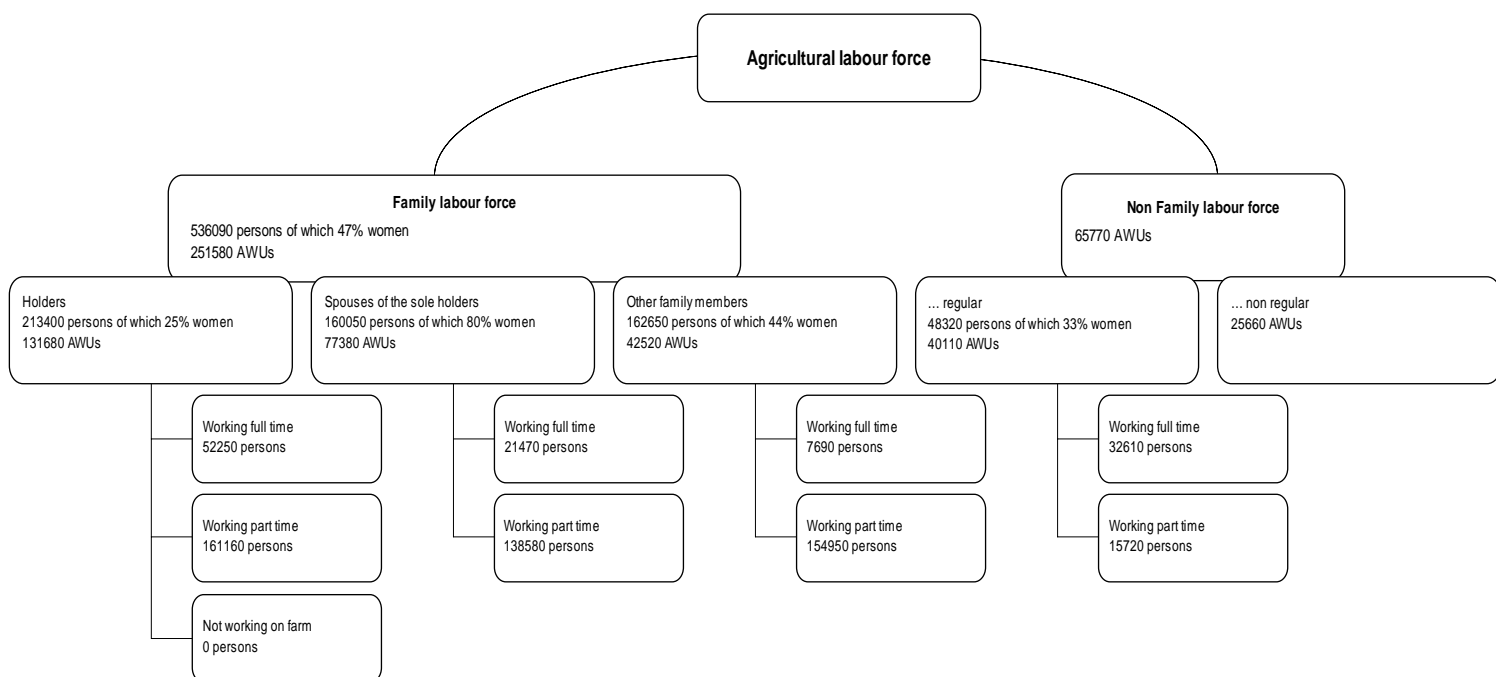 Agricultural labour force
Family labour force
536090 persons of which 47% women
251580 AWUs
Non Family labour force
65770 AWUs
Holders
213400 persons of which 25% women
131680 AWUs
Spouses of the sole holders
160050 persons of which 80% women
77380 AWUs
Other family members
162650 persons of which 44% women
42520 AWUs
... regular
48320 persons of which 33% women
40110 AWUs
... non regular
25660 AWUs
Working full time
52250 persons
Working full time
21470 persons
Working full time
7690 persons
Working full time
32610 persons
Working part time
161160 persons
Working part time
138580 persons
Working part time
154950 persons
Working part time
15720 persons
Not working on farm
0 persons